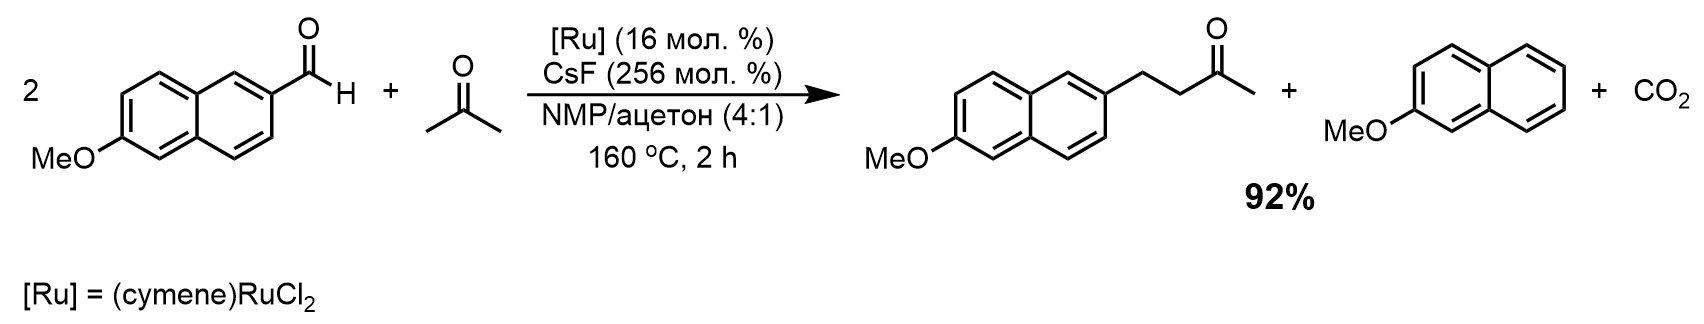 2
O
H
MeO
+
O
[Ru] (16 мол. %)
CsF (256 мол. %)
NMP/ацетон (4:1)
160 °C, 2 h
O
MeO
+
MeO
+
CO2
92%
[Ru] = (cymene)RuCl2